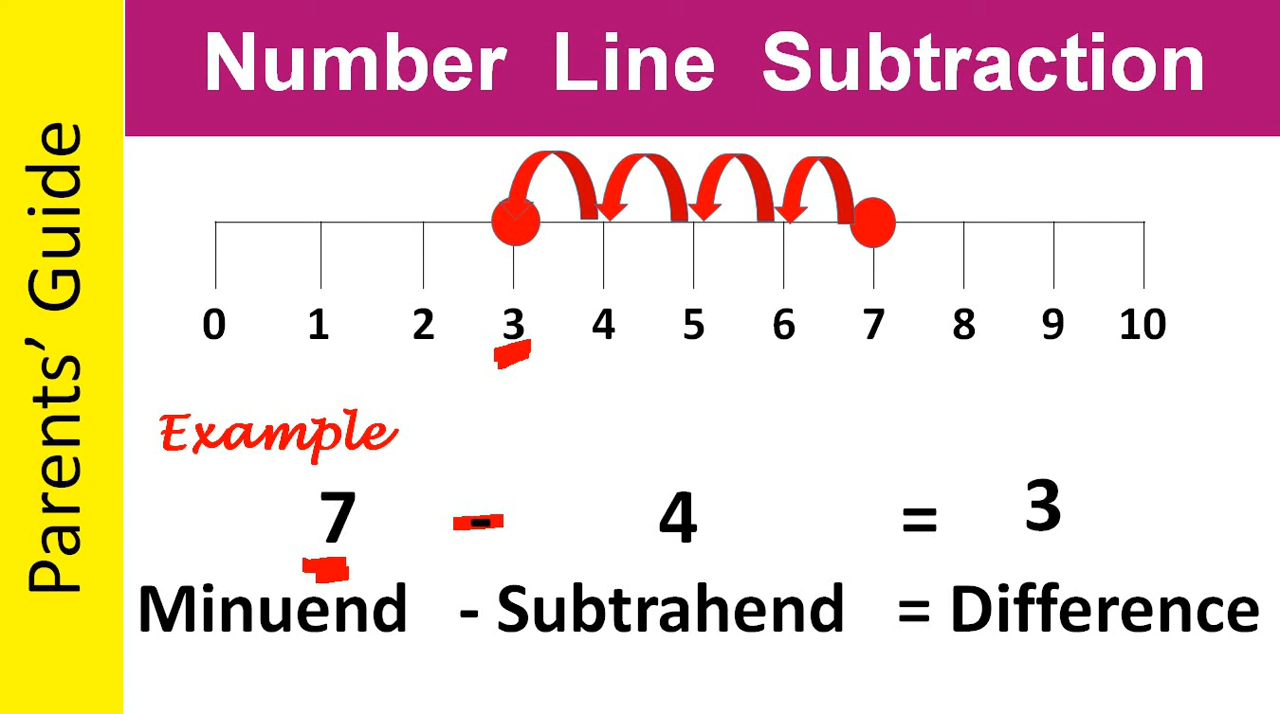 Number Line Subtraction
Parents’ Guide
0 1 2 3 4 5 6 7 8 9 10
Example
7 - 4 = 3
Minuend - Subtrahend = Difference